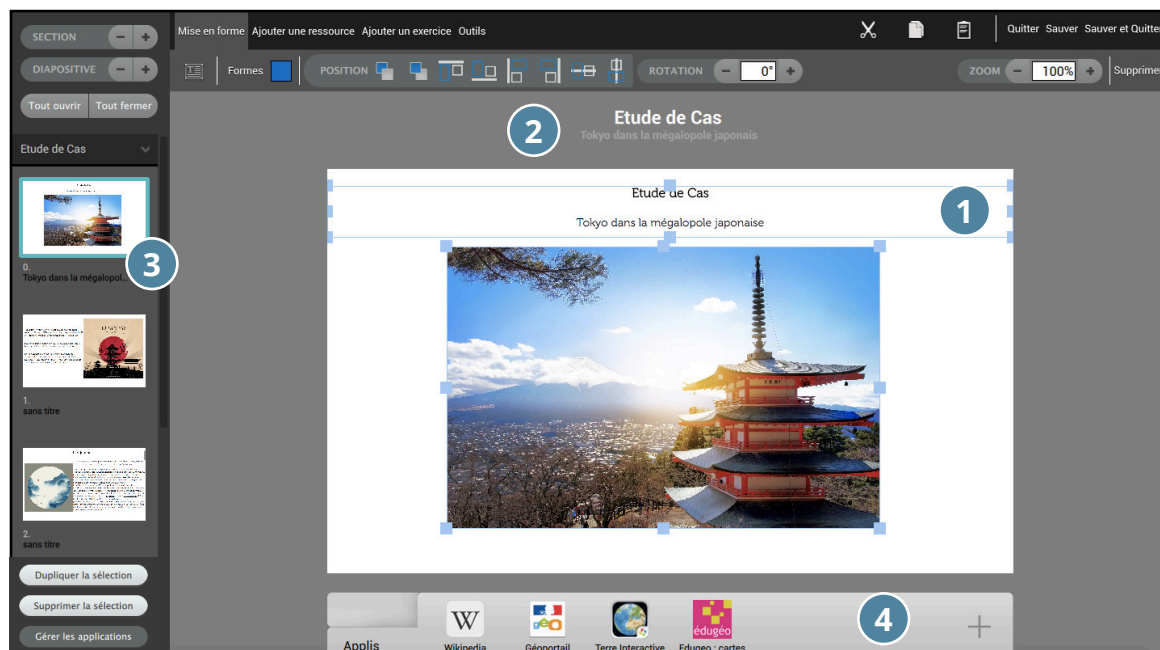 SECTION
Mise en forme Ajouter une ressource Ajouter un exercice Outils
Quitter Sauver Sauver et Quitter
DIAPOSITIVE
Formes
POSITION
ROTATION
0°
ZOOM
100%
Supprimer
Tout ouvrir Tout fermer
Etude de Cas
Tokyo dans la mégalopole japonais
2
Etude de Cas
Etude de Cas
Tokyo dans la mégalopole japonaise
1
3
0.
Tokyo dans la mégalopol...
1.
sans titre
2.
sans titre
Dupliquer la sélection
Supprimer la sélection
Gérer les applications
W
géo
édugéo
4
Applis
Wikipedia
Géoportail
Terre Interactive
Edugeo : cartes